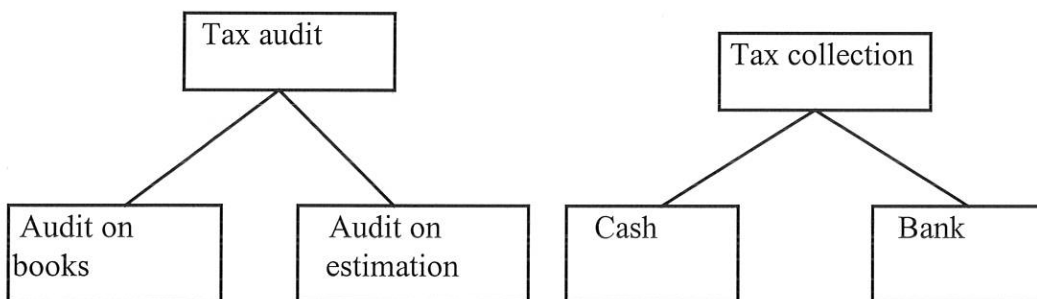 Tax audit
Tax collection
Audit on
books
Audit on
estimation
Cash
Bank